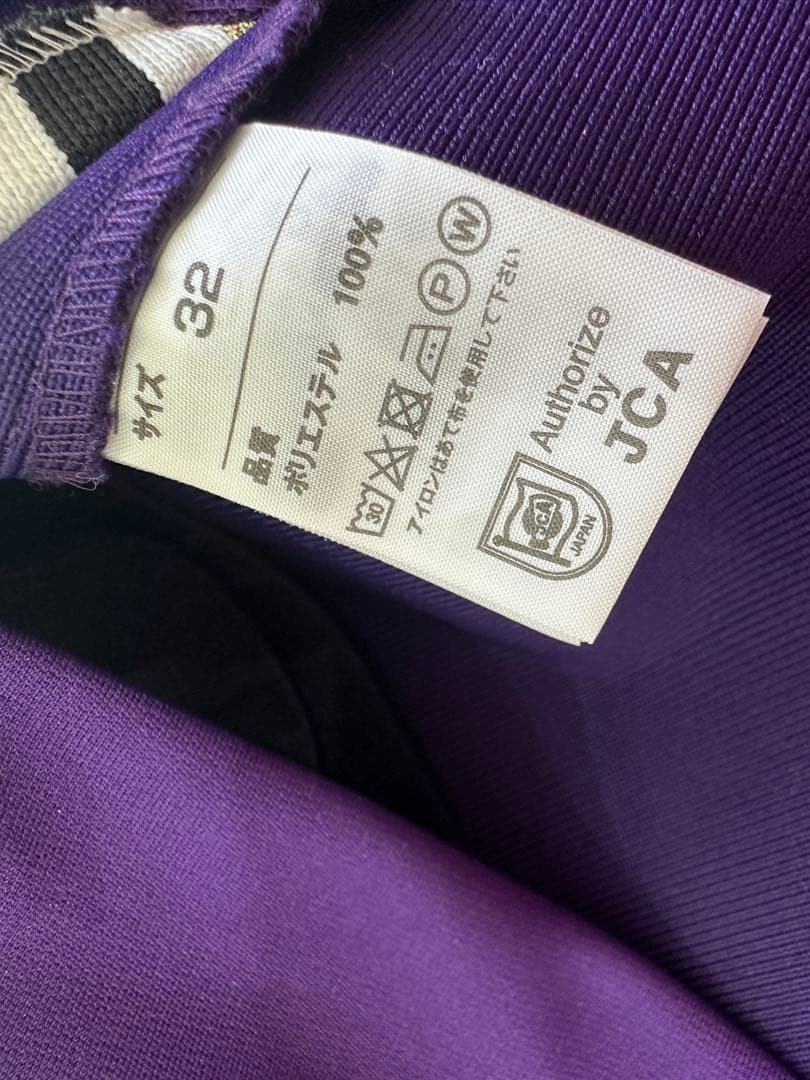 サイズ 32
品質
ポリエステル 100%
30 P W
アイロンはあて布を使用して下さい
Authorize
by
JCA
JCA
JAPAN